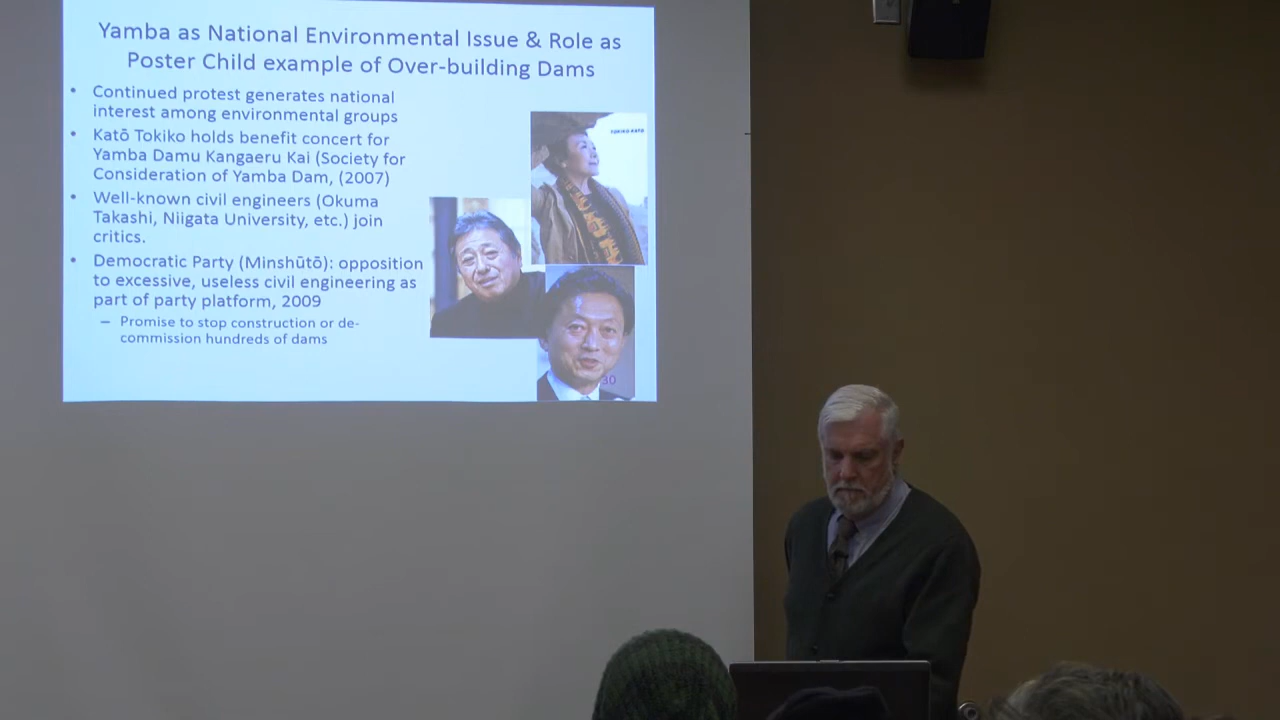 Yamba as National Environmental Issue & Role as
Poster Child example of Over-building Dams
• Continued protest generates national
interest among environmental groups
• Katō Tokiko holds benefit concert for
Yamba Damu Kangaeru Kai (Society for
Consideration of Yamba Dam, (2007)
• Well-known civil engineers (Okuma
Takashi, Niigata University, etc.) join
critics.
• Democratic Party (Minshūtō): opposition
to excessive, useless civil engineering as
part of party platform, 2009
– Promise to stop construction or de-
commission hundreds of dams
TOKIKO KATO
30